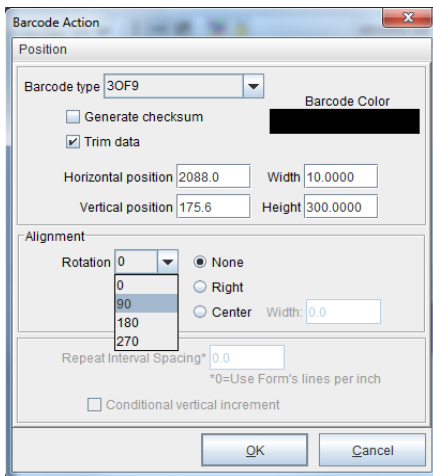 Barcode Action
Position
Barcode type 3OF9
Barcode Color
Generate checksum
Trim data
Horizontal position 2088.0 Width 10.0000
Vertical position 175.6 Height 300.0000
Alignment
Rotation 0 None
0 Right
90 Center Width: 0.0
180
270
Repeat Interval Spacing* 0.0
*0=Use Form's lines per inch
Conditional vertical increment
OK Cancel